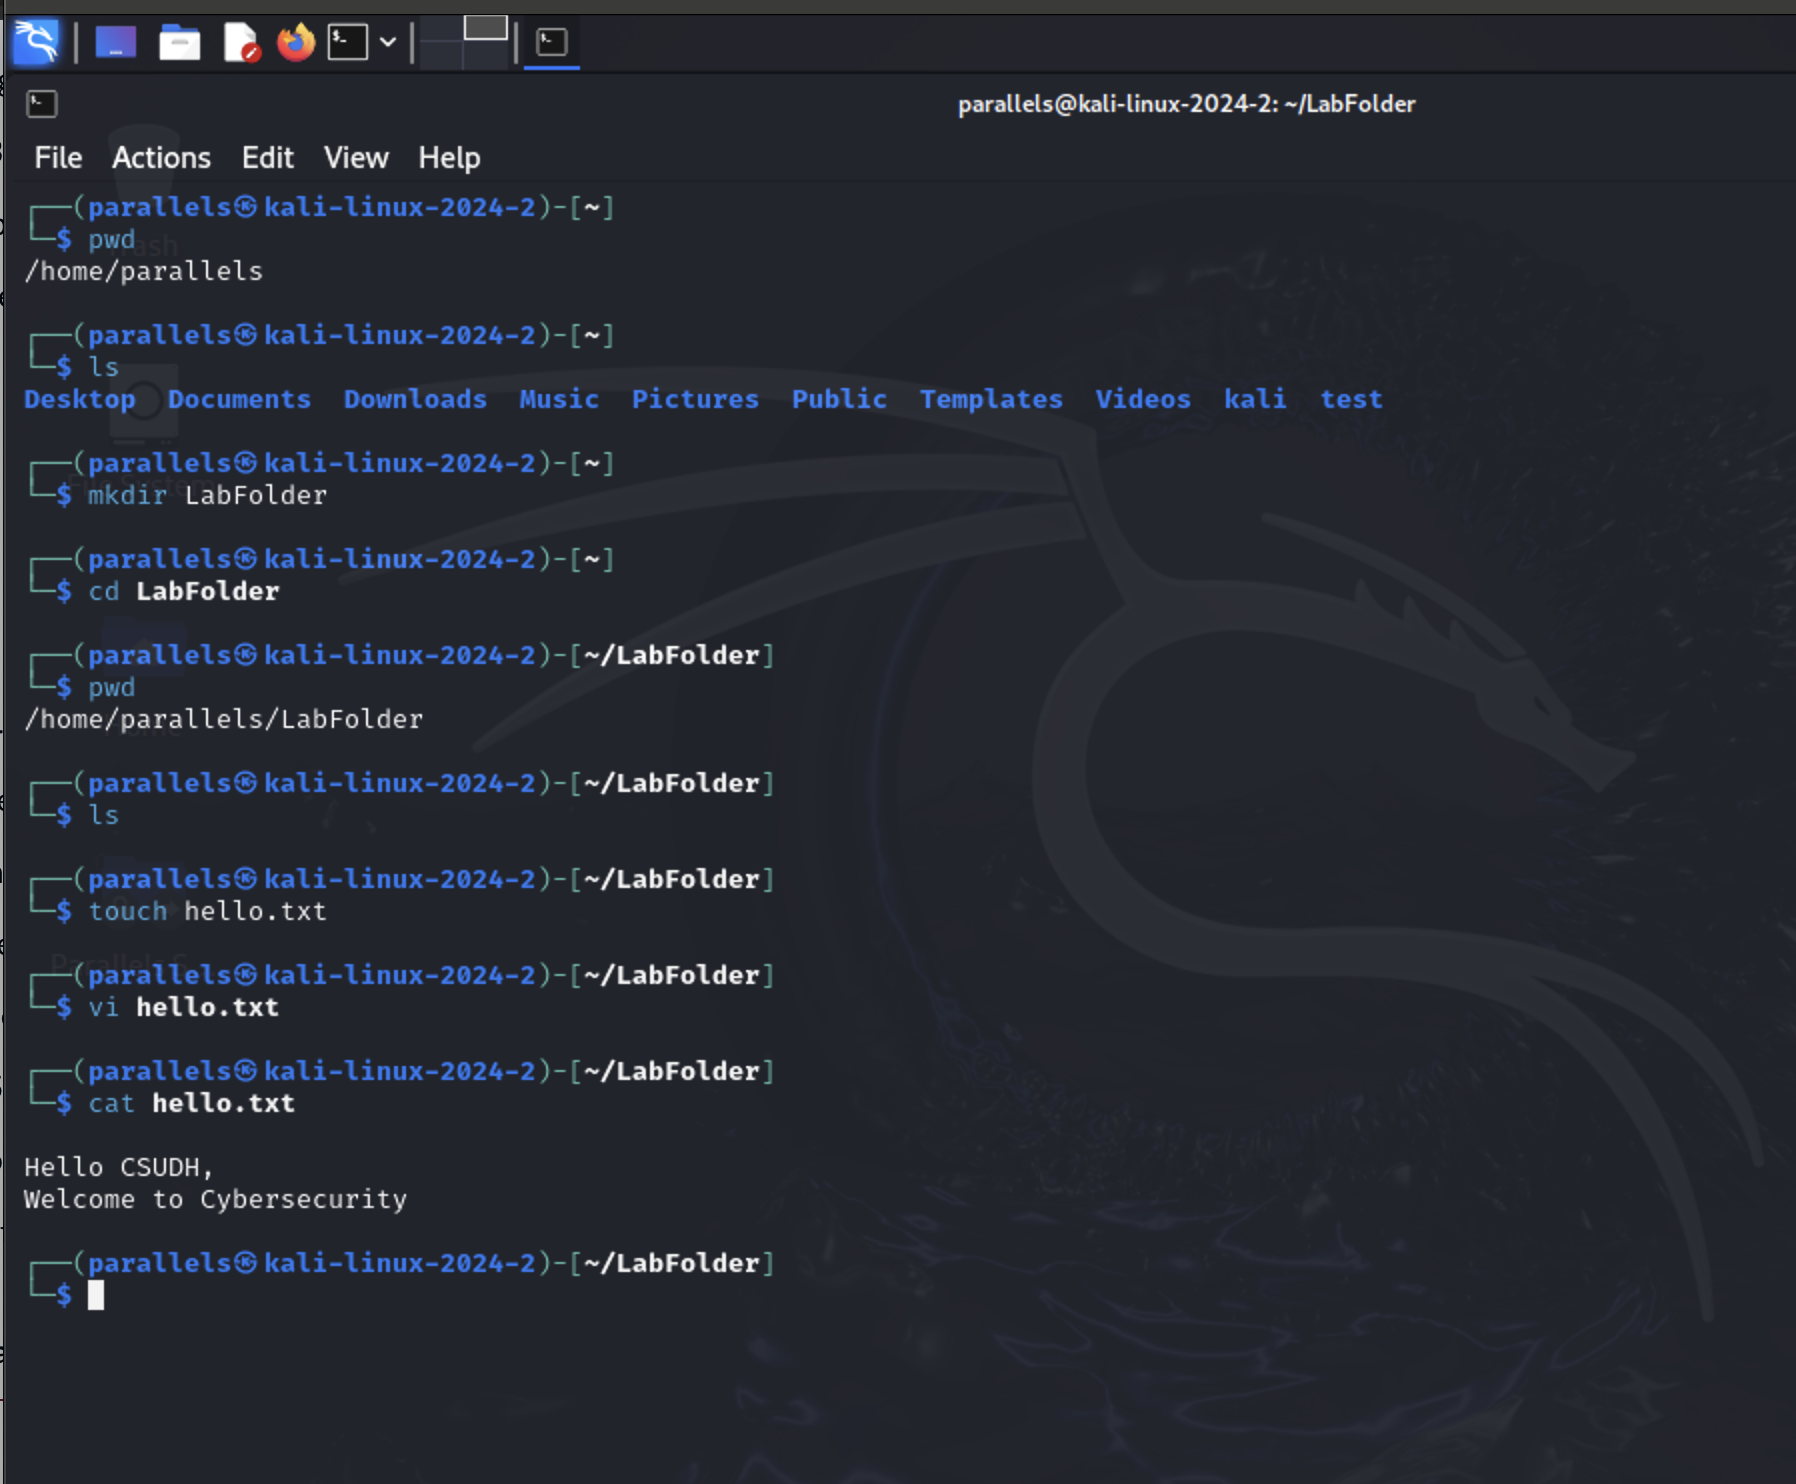 parallels@kali-linux-2024-2: ~/LabFolder
File Actions Edit View Help
┌──(parallels㉿kali-linux-2024-2)-[~]
└─$ pwd
/home/parallels
┌──(parallels㉿kali-linux-2024-2)-[~]
└─$ ls
Desktop Documents Downloads Music Pictures Public Templates Videos kali test
┌──(parallels㉿kali-linux-2024-2)-[~]
└─$ mkdir LabFolder
┌──(parallels㉿kali-linux-2024-2)-[~]
└─$ cd LabFolder
┌──(parallels㉿kali-linux-2024-2)-[~/LabFolder]
└─$ pwd
/home/parallels/LabFolder
┌──(parallels㉿kali-linux-2024-2)-[~/LabFolder]
└─$ ls
┌──(parallels㉿kali-linux-2024-2)-[~/LabFolder]
└─$ touch hello.txt
┌──(parallels㉿kali-linux-2024-2)-[~/LabFolder]
└─$ vi hello.txt
┌──(parallels㉿kali-linux-2024-2)-[~/LabFolder]
└─$ cat hello.txt
Hello CSUDH,
Welcome to Cybersecurity
┌──(parallels㉿kali-linux-2024-2)-[~/LabFolder]
└─$